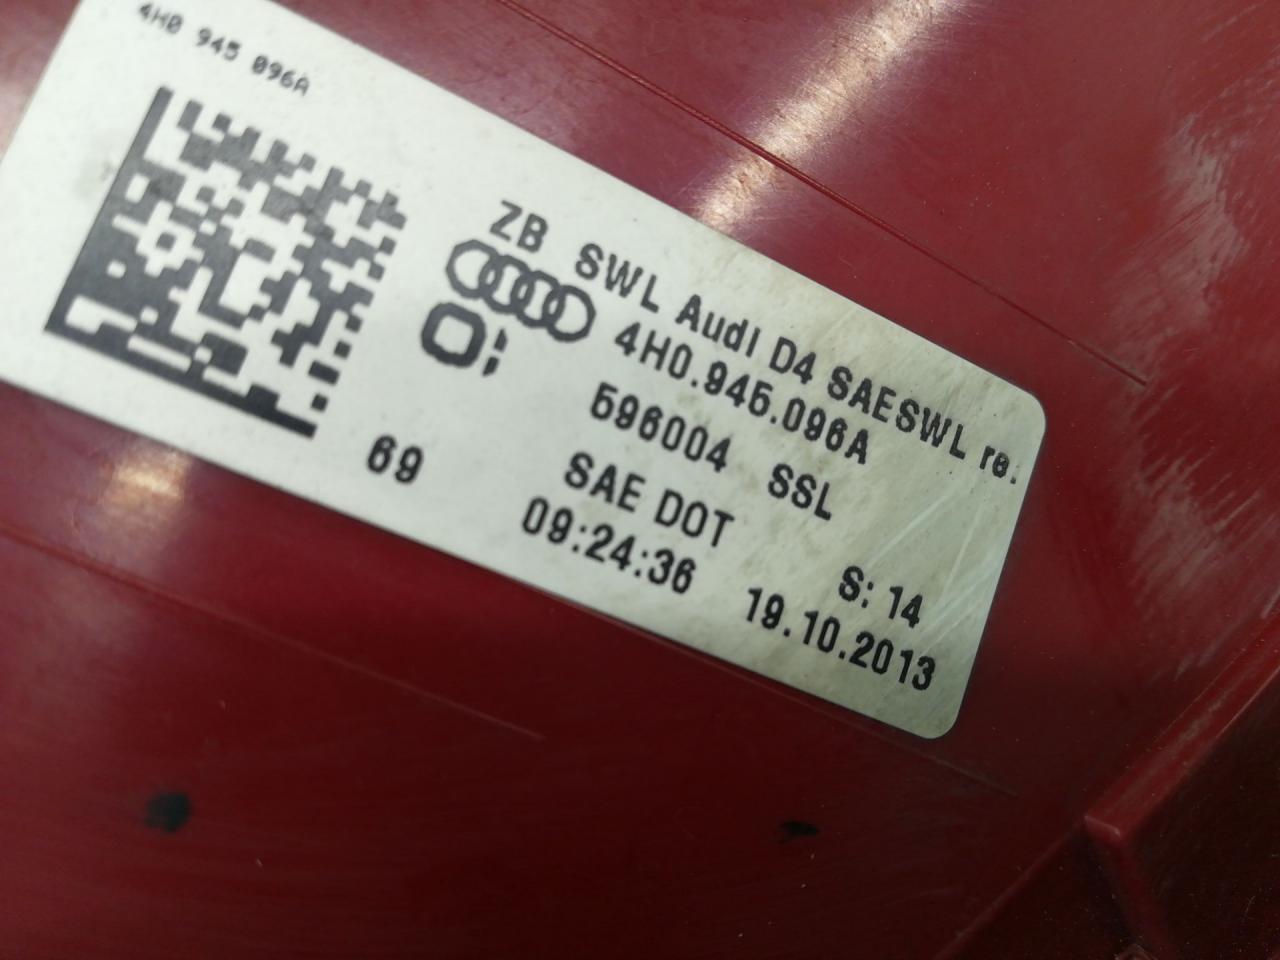 4H0 945 096A
ZB SWL Audi D4 SAESWL re.
4H0.945.096A
596004 SSL
SAE DOT
69
S: 14
09:24:36 19.10.2013